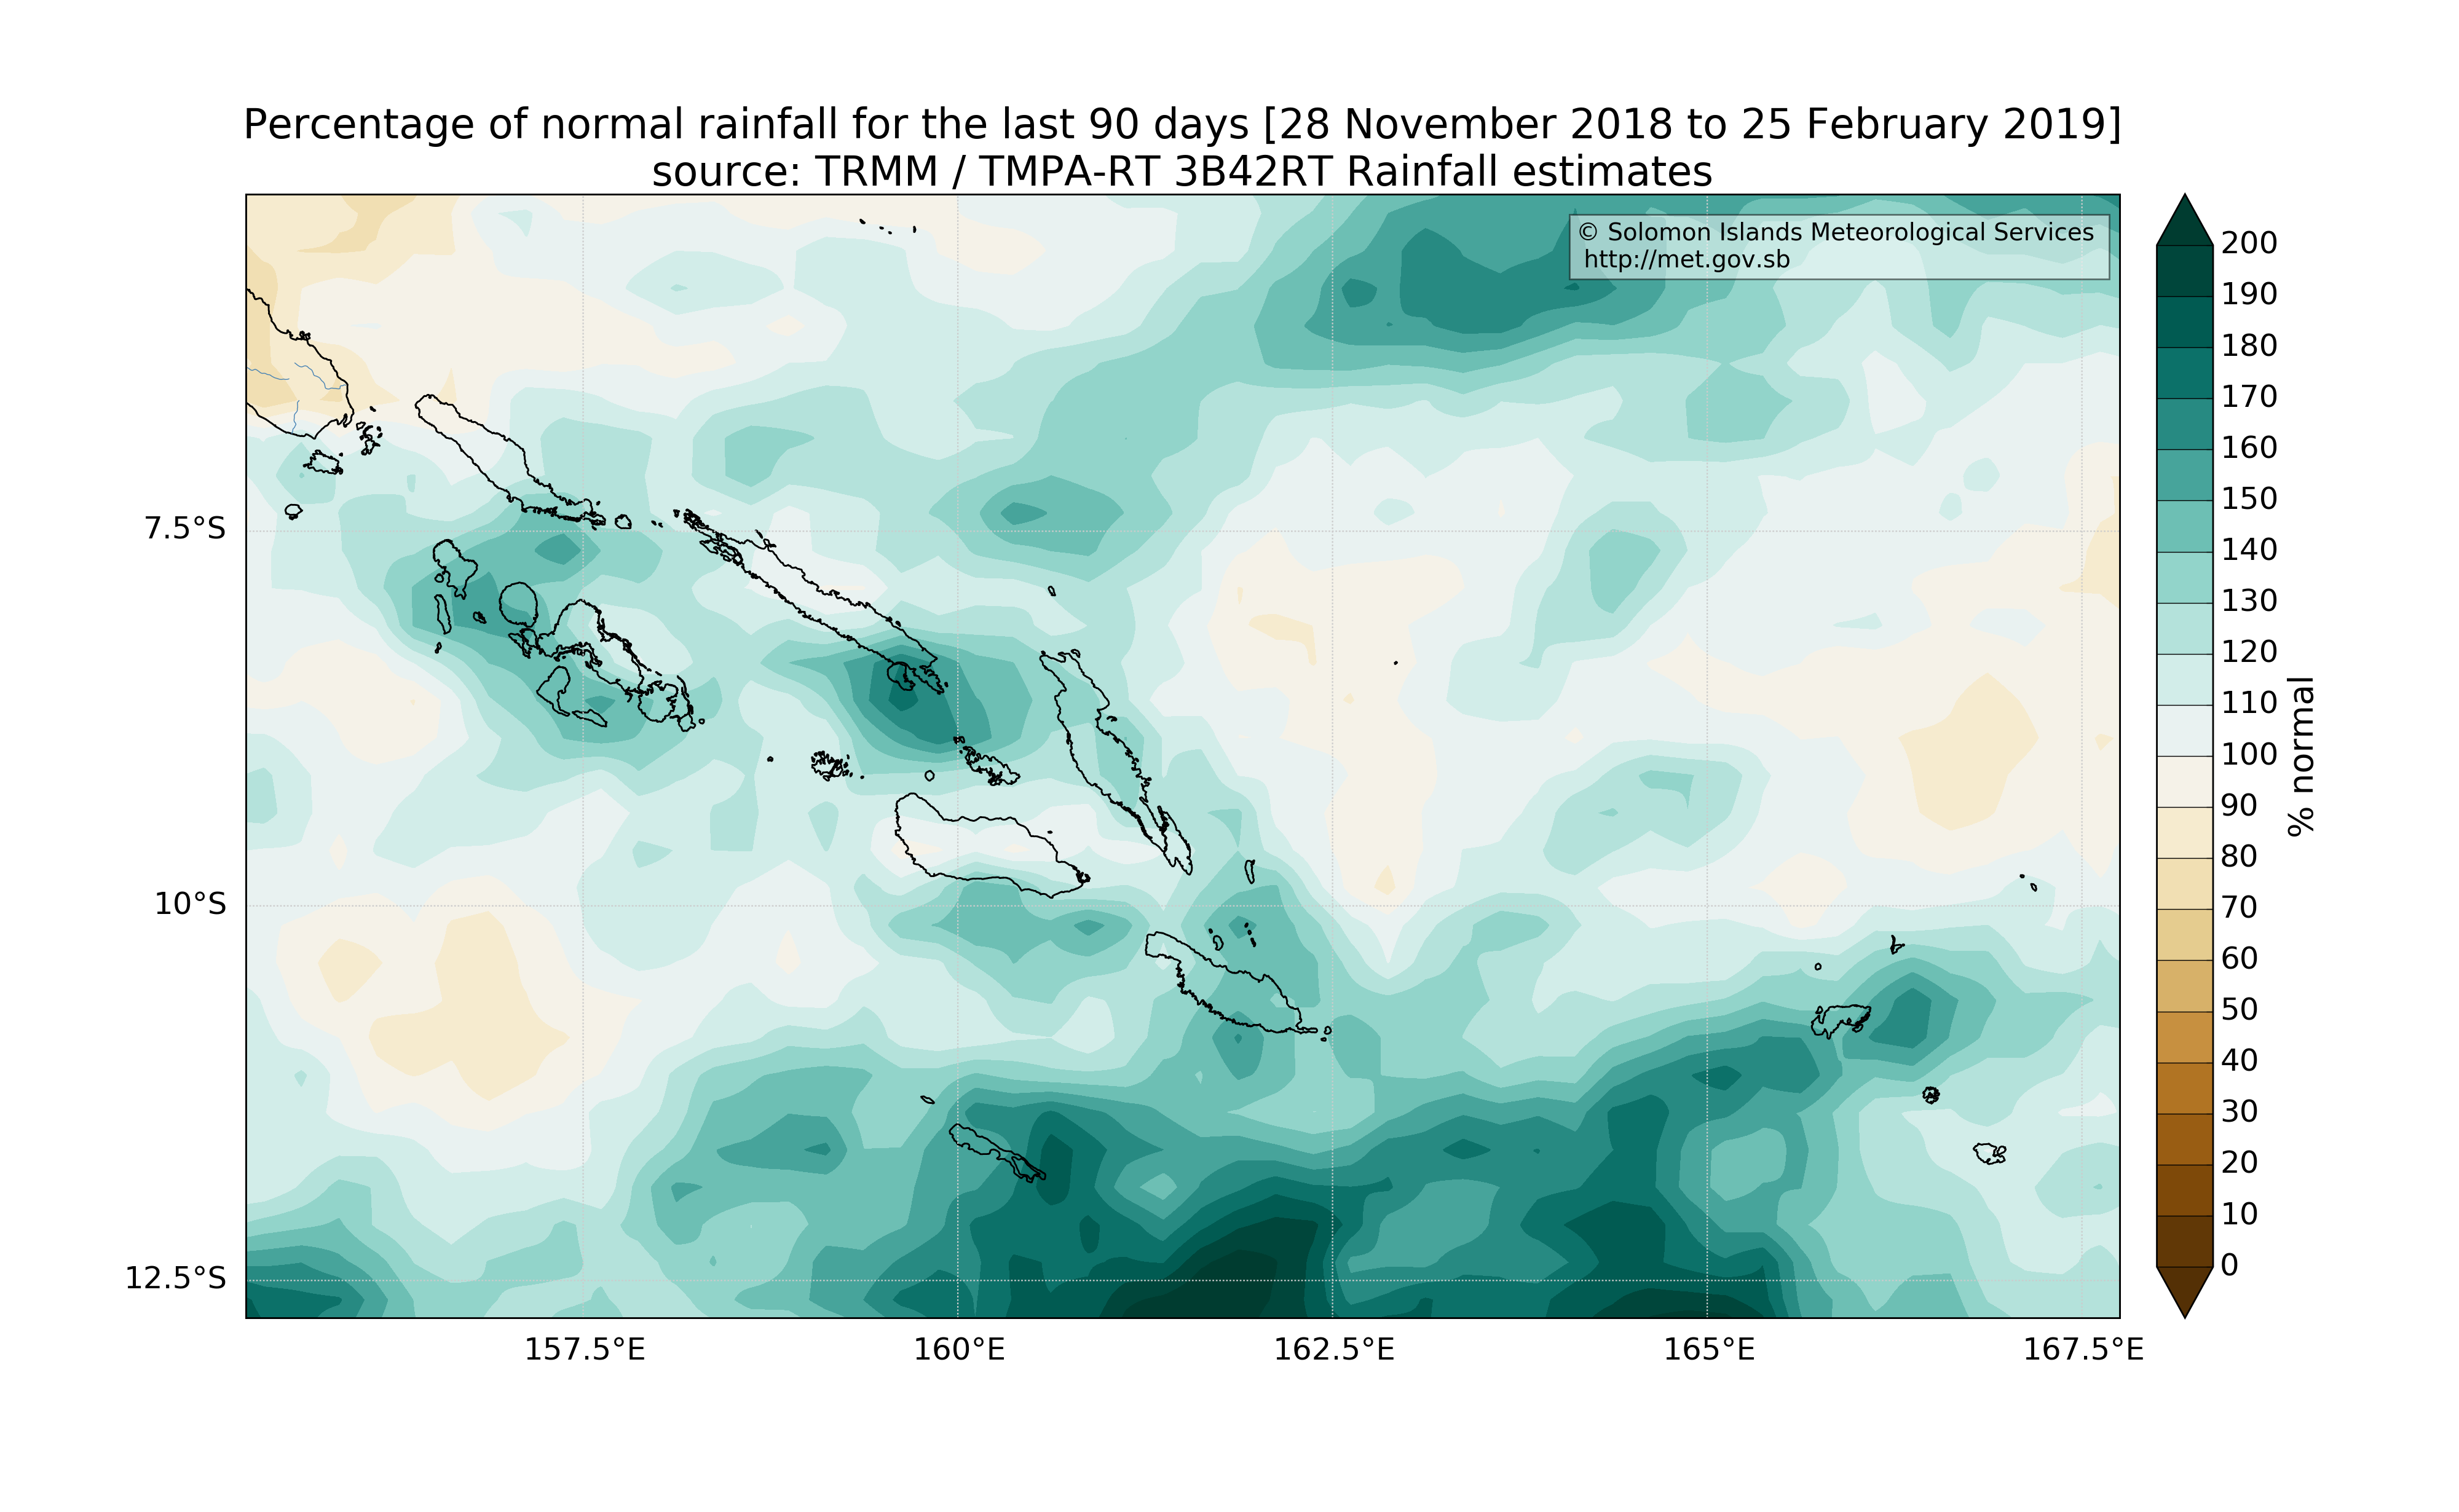 Percentage of normal rainfall for the last 90 days [28 November 2018 to 25 February 2019]
source: TRMM / TMPA-RT 3B42RT Rainfall estimates
© Solomon Islands Meteorological Services
http://met.gov.sb
7.5°S
10°S
12.5°S
157.5°E
160°E
162.5°E
165°E
167.5°E
200
190
180
170
160
150
140
130
120
110
100
90
80
70
60
50
40
30
20
10
0
% normal